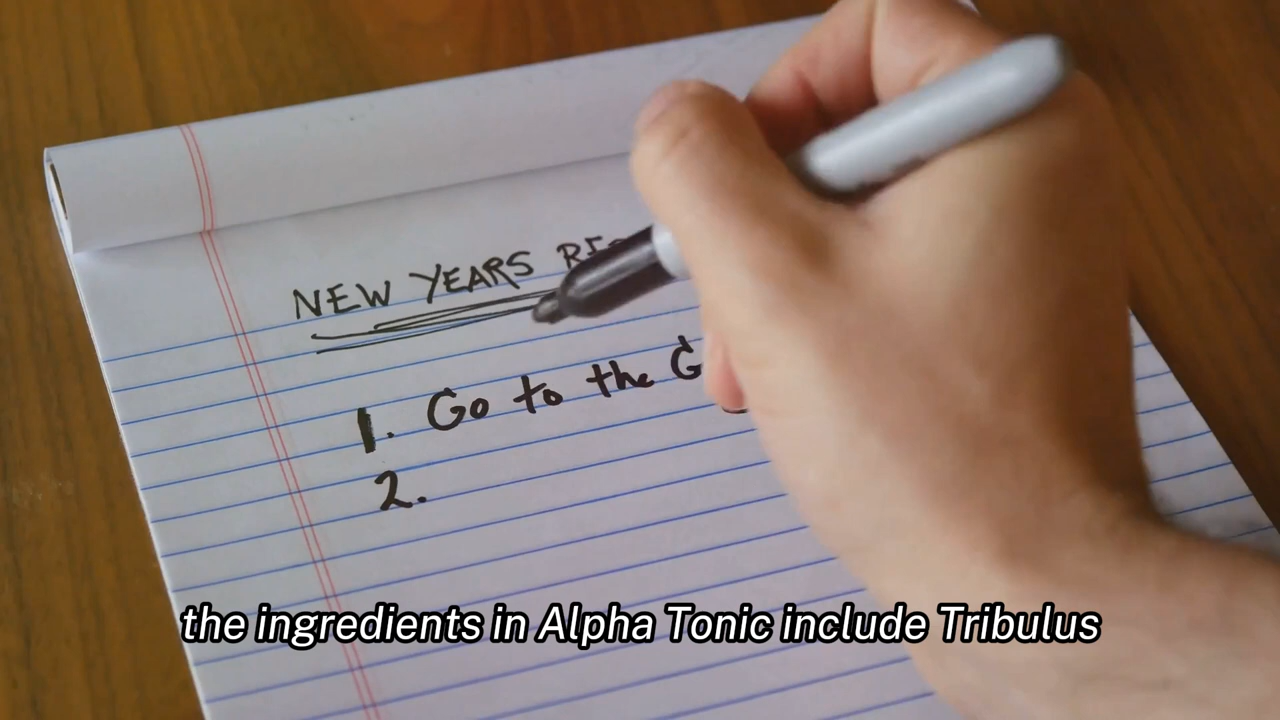 NEW YEARS
1. Go to the G
2.
the ingredients in Alpha Tonic include Tribulus